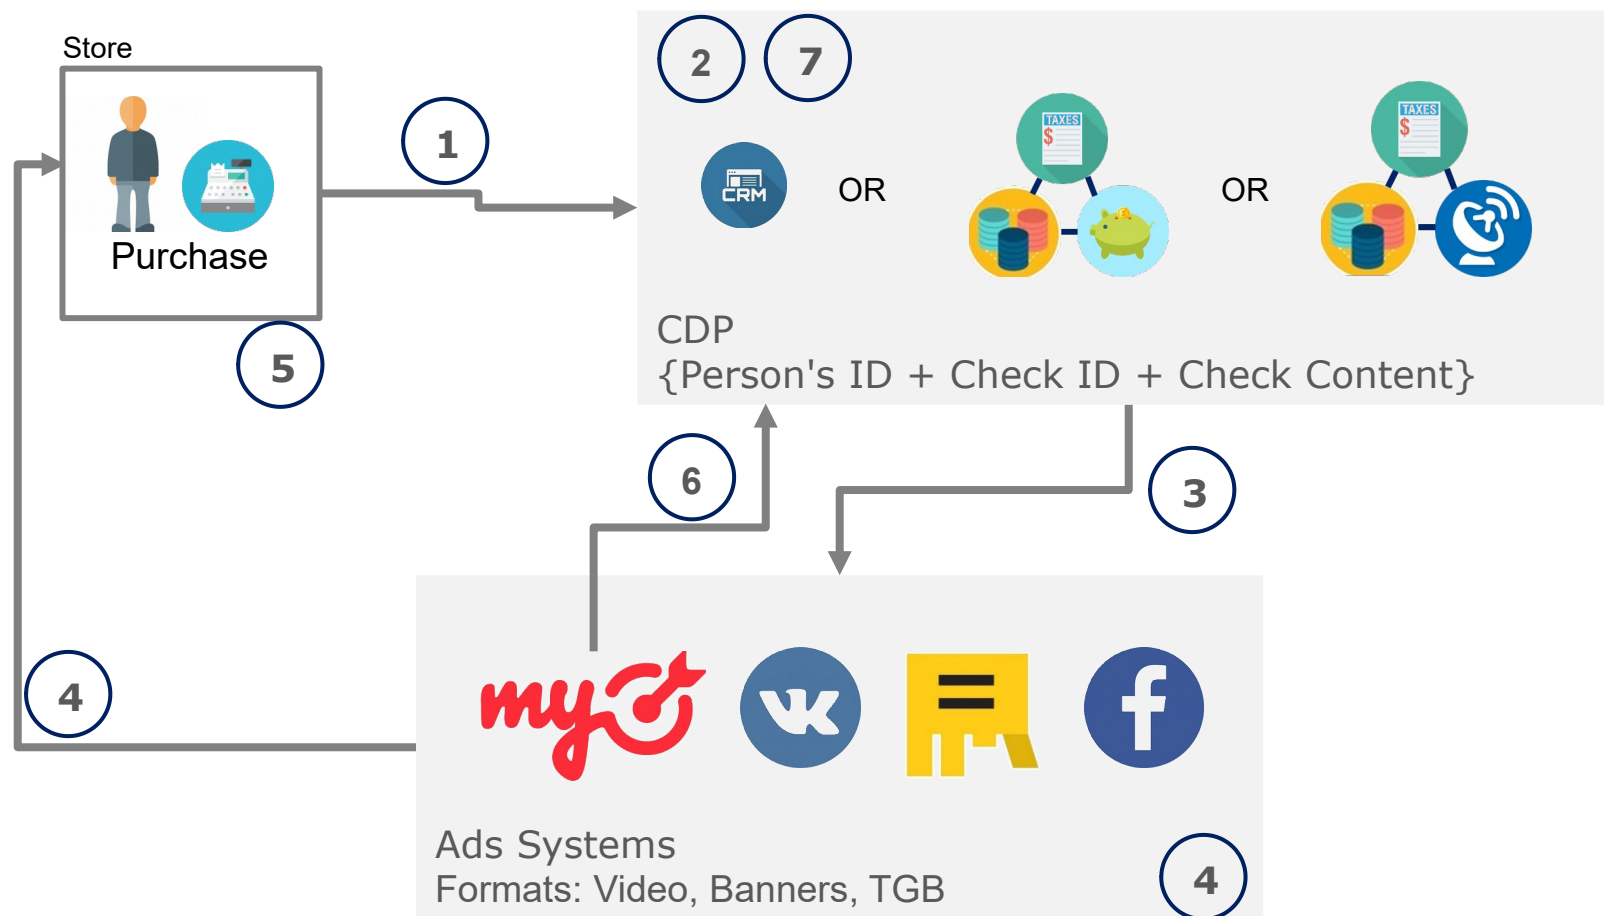 Store
Purchase
1
5
2
7
CRM
OR
TAXES
$
OR
TAXES
$
CDP
{Person's ID + Check ID + Check Content}
6
3
4
my
f
Ads Systems
Formats: Video, Banners, TGB
4